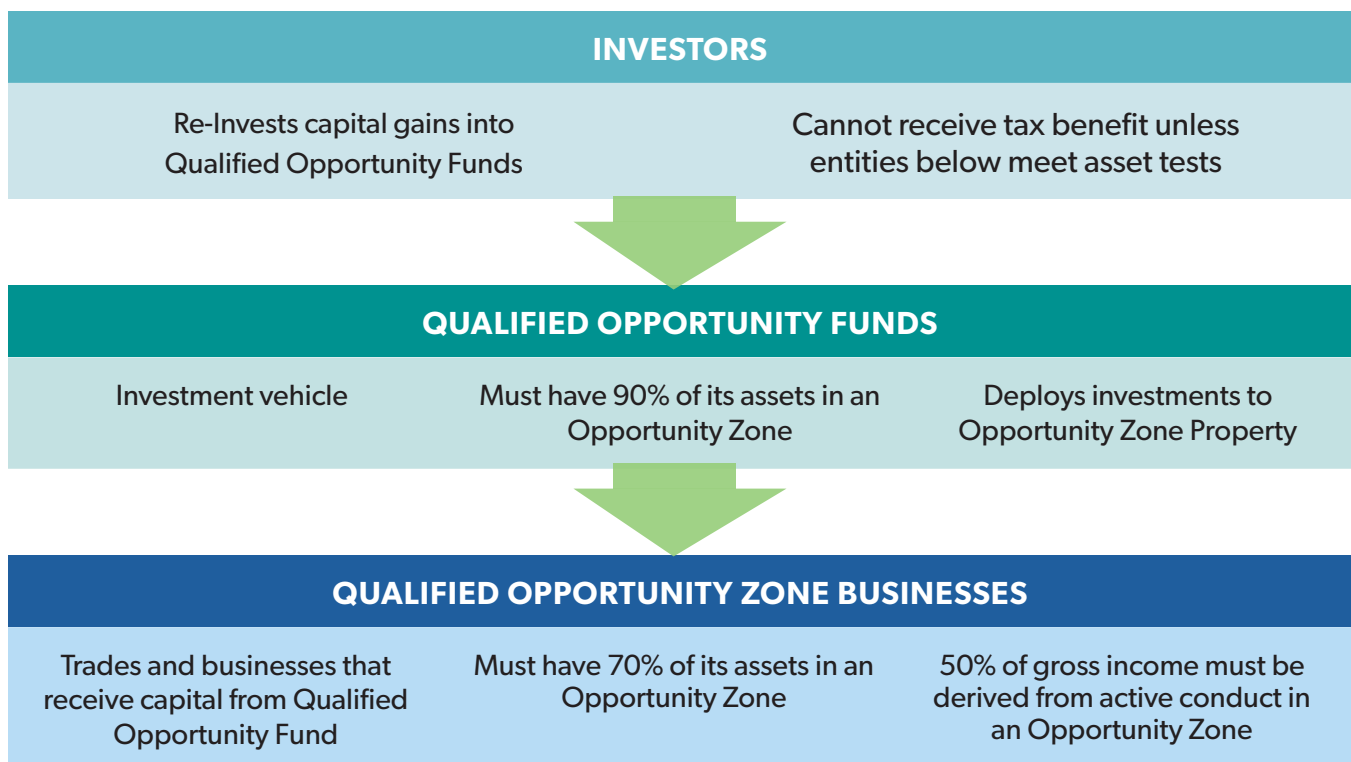 INVESTORS
Re-Invests capital gains into
Qualified Opportunity Funds
Cannot receive tax benefit unless
entities below meet asset tests
QUALIFIED OPPORTUNITY FUNDS
Investment vehicle
Must have 90% of its assets in an
Opportunity Zone
Deploys investments to
Opportunity Zone Property
QUALIFIED OPPORTUNITY ZONE BUSINESSES
Trades and businesses that
receive capital from Qualified
Opportunity Fund
Must have 70% of its assets in an
Opportunity Zone
50% of gross income must be
derived from active conduct in
an Opportunity Zone